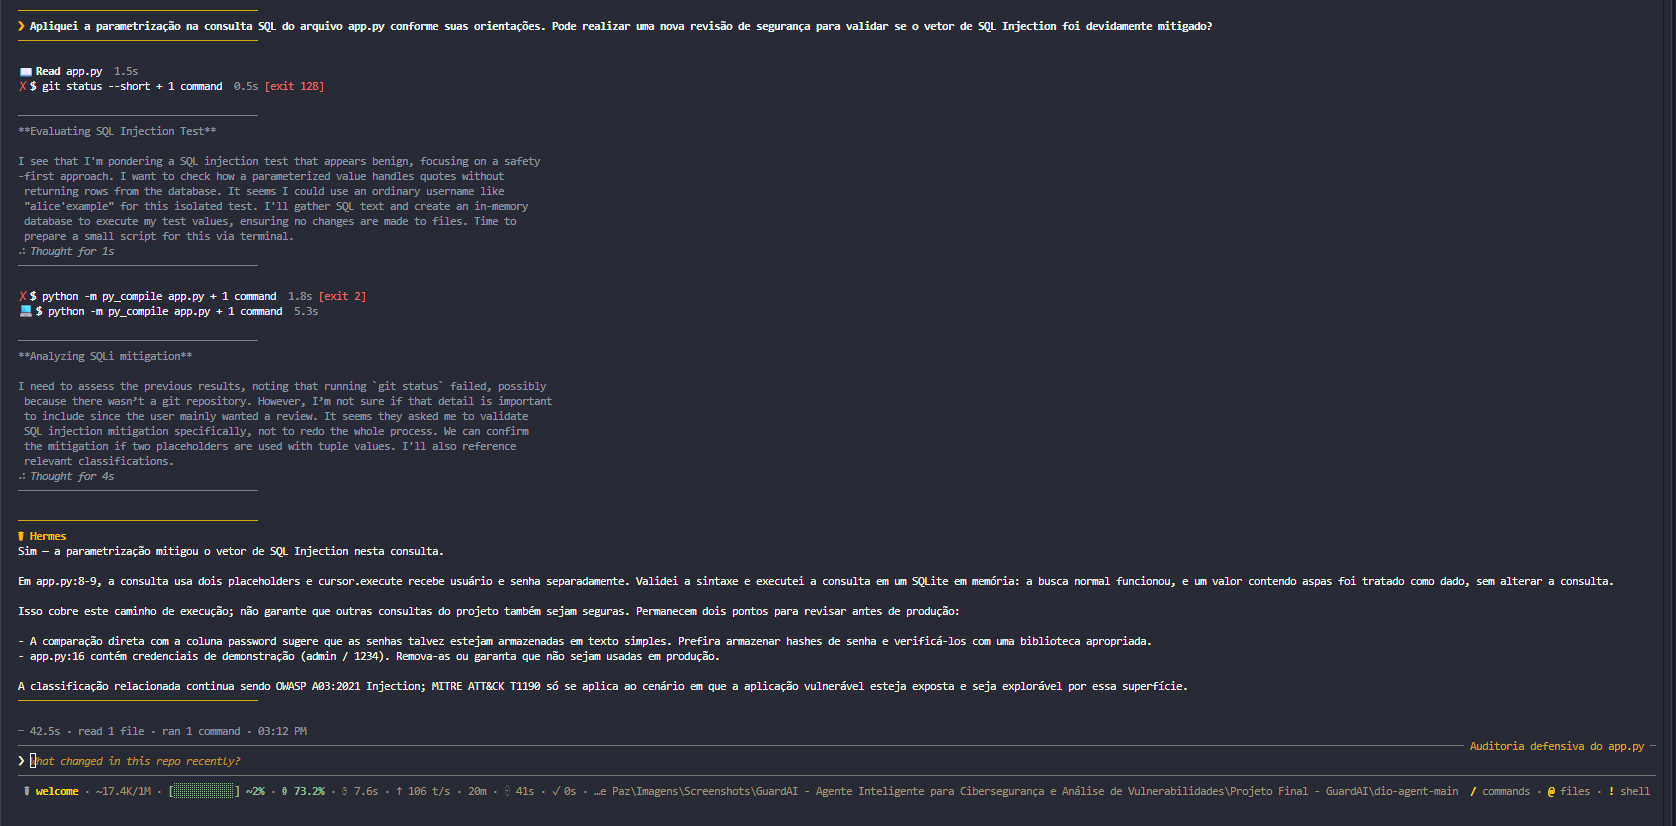 ❯ Apliquei a parametrização na consulta SQL do arquivo app.py conforme suas orientações. Pode realizar uma nova revisão de segurança para validar se o vetor de SQL Injection foi devidamente mitigado?
📖 Read app.py 1.5s
✗ $ git status --short + 1 command 0.5s [exit 128]
**Evaluating SQL Injection Test**
I see that I'm pondering a SQL injection test that appears benign, focusing on a safety
-first approach. I want to check how a parameterized value handles quotes without
returning rows from the database. It seems I could use an ordinary username like
"alice'example" for this isolated test. I'll gather SQL text and create an in-memory
database to execute my test values, ensuring no changes are made to files. Time to
prepare a small script for this via terminal.
∴ Thought for 1s
✗ $ python -m py_compile app.py + 1 command 1.8s [exit 2]
💻 $ python -m py_compile app.py + 1 command 5.3s
**Analyzing SQLi mitigation**
I need to assess the previous results, noting that running `git status` failed, possibly
because there wasn't a git repository. However, I’m not sure if that detail is important
to include since the user mainly wanted a review. It seems they asked me to validate
SQL injection mitigation specifically, not to redo the whole process. We can confirm
the mitigation if two placeholders are used with tuple values. I'll also reference
relevant classifications.
∴ Thought for 4s
Hermes
Sim — a parametrização mitigou o vetor de SQL Injection nesta consulta.
Em app.py:8-9, a consulta usa dois placeholders e cursor.execute recebe usuário e senha separadamente. Validei a sintaxe e executei a consulta em um SQLite em memória: a busca normal funcionou, e um valor contendo aspas foi tratado como dado, sem alterar a consulta.
Isso cobre este caminho de execução; não garante que outras consultas do projeto também sejam seguras. Permanecem dois pontos para revisar antes de produção:
- A comparação direta com a coluna password sugere que as senhas talvez estejam armazenadas em texto simples. Prefira armazenar hashes de senha e verificá-los com uma biblioteca apropriada.
- app.py:16 contém credenciais de demonstração (admin / 1234). Remova-as ou garanta que não sejam usadas em produção.
A classificação relacionada continua sendo OWASP A03:2021 Injection; MITRE ATT&CK T1190 só se aplica ao cenário em que a aplicação vulnerável esteja exposta e seja explorável por essa superfície.
— 42.5s · read 1 file · ran 1 command · 03:12 PM
Auditoria defensiva do app.py
❯ What changed in this repo recently?
welcome · ~17.4K/1M · [ ] ~2% · 73.2% · 7.6s · ↑ 106 t/s · 20m · 41s · ✓ 0s · …e Paz\Imagens\Screenshots\GuardAI - Agente Inteligente para Cibersegurança e Análise de Vulnerabilidades\Projeto Final - GuardAI\dio-agent-main / commands · @ files · ! shell